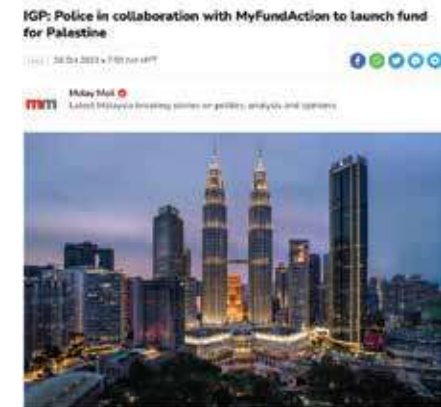 IGP: Police in collaboration with MyFundAction to launch fund
for Palestine
Malay Mail
mm
Latest Malaysia breaking stories on politics, analysis and opinions